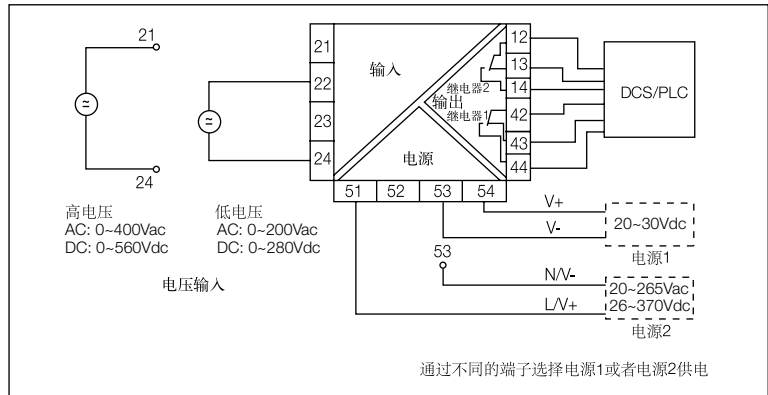 21
24
高电压
AC: 0~400Vac
DC: 0~560Vdc
低电压
AC: 0~200Vac
DC: 0~280Vdc
电压输入
21
22
23
24
输入
继电器2
输出
继电器1
电源
12
13
14
42
43
44
DCS/PLC
51
52
53
54
V+
V-
20~30Vdc
电源1
53
N/V-
L/V+
20~265Vac
26~370Vdc
电源2
通过不同的端子选择电源1或者电源2供电